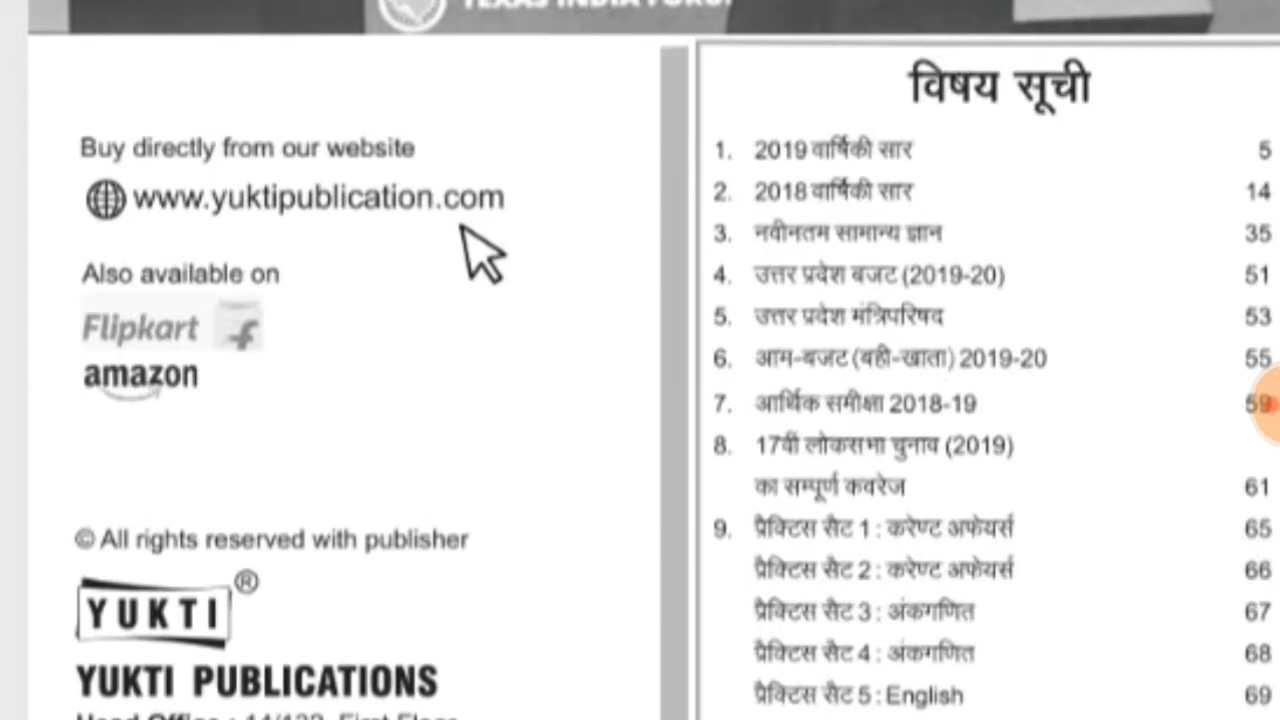 TEXAS INDIA FORUM
Buy directly from our website
www.yuktipublication.com
Also available on
Flipkart
amazon
© All rights reserved with publisher
YUKTI ®
YUKTI PUBLICATIONS
विषय सूची
1. 2019 वार्षिकी सार 5
2. 2018 वार्षिकी सार 14
3. नवीनतम सामान्य ज्ञान 35
4. उत्तर प्रदेश बजट (2019-20) 51
5. उत्तर प्रदेश मंत्रिपरिषद 53
6. आम-बजट (बही-खाता) 2019-20 55
7. आर्थिक समीक्षा 2018-19 59
8. 17वीं लोकसभा चुनाव (2019)
का सम्पूर्ण कवरेज 61
9. प्रैक्टिस सैट 1 : करेण्ट अफेयर्स 65
प्रैक्टिस सैट 2 : करेण्ट अफेयर्स 66
प्रैक्टिस सैट 3 : अंकगणित 67
प्रैक्टिस सैट 4 : अंकगणित 68
प्रैक्टिस सैट 5 : English 69